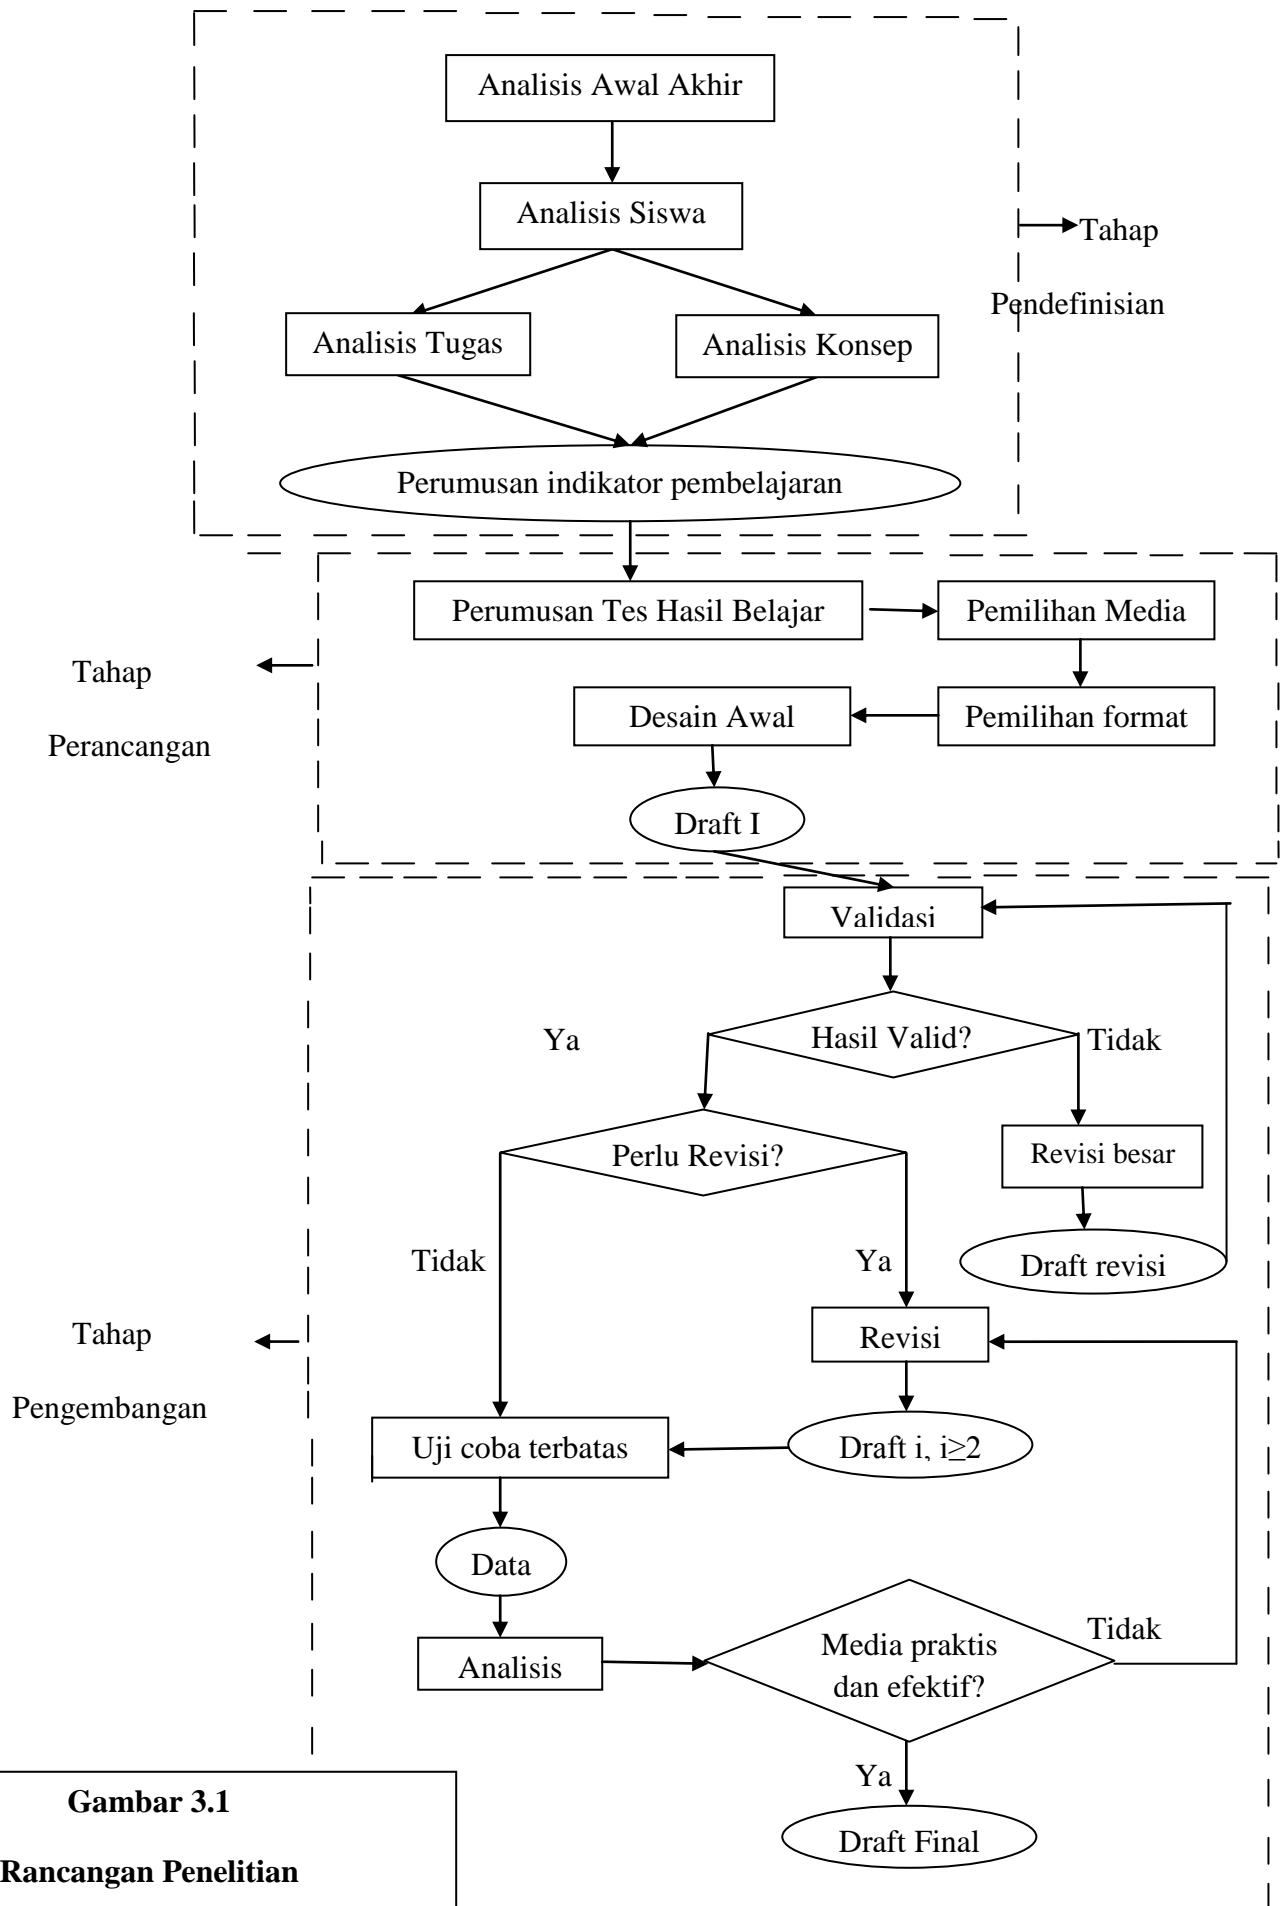 Analisis Awal Akhir
Analisis Siswa
Tahap
Pendefinisian
Analisis Tugas
Analisis Konsep
Perumusan indikator pembelajaran
Perumusan Tes Hasil Belajar
Pemilihan Media
Tahap
Perancangan
Desain Awal
Pemilihan format
Draft I
Validasi
Ya
Hasil Valid?
Tidak
Perlu Revisi?
Revisi besar
Tidak
Ya
Draft revisi
Tahap
Pengembangan
Revisi
Uji coba terbatas
Draft i, i≥2
Data
Analisis
Media praktis
dan efektif?
Tidak
Ya
Draft Final
Gambar 3.1
Rancangan Penelitian